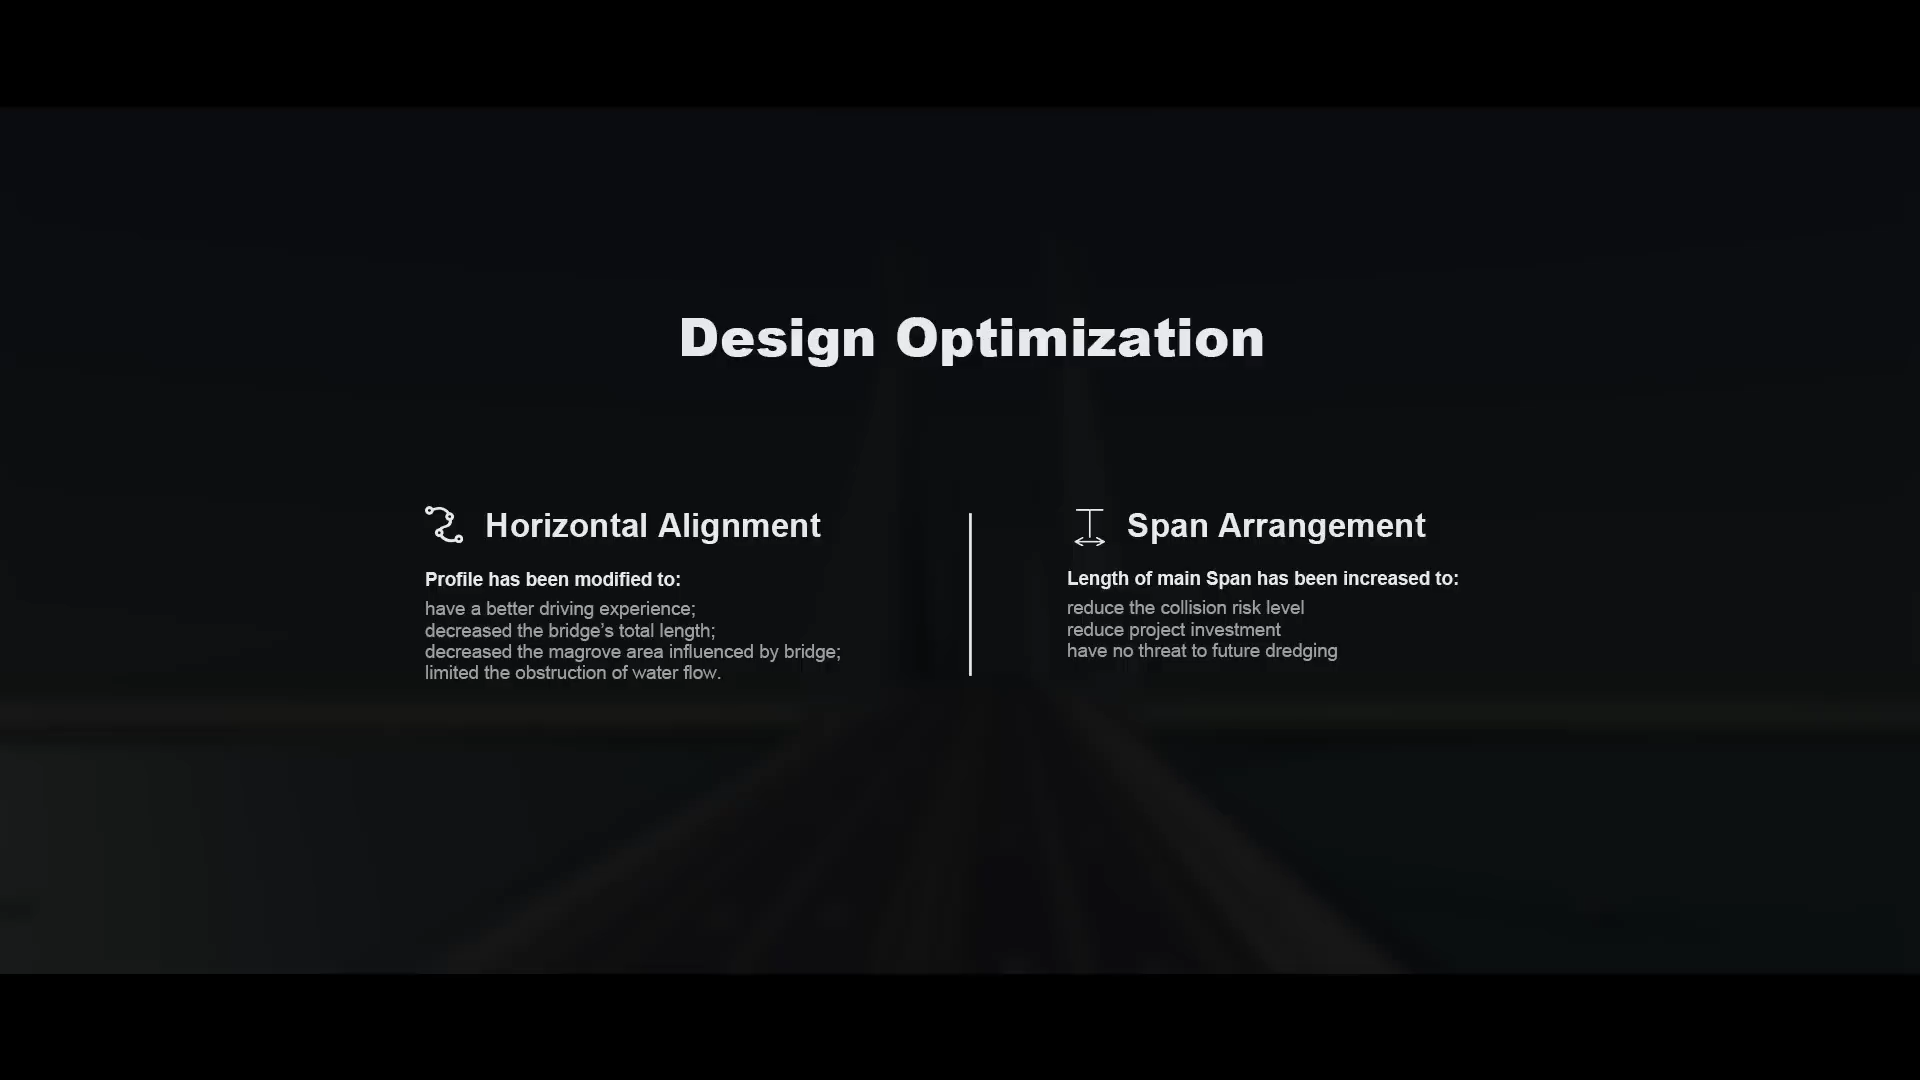 Design Optimization
Horizontal Alignment
Profile has been modified to:
have a better driving experience;
decreased the bridge’s total length;
decreased the magrove area influenced by bridge;
limited the obstruction of water flow.
Span Arrangement
Length of main Span has been increased to:
reduce the collision risk level
reduce project investment
have no threat to future dredging